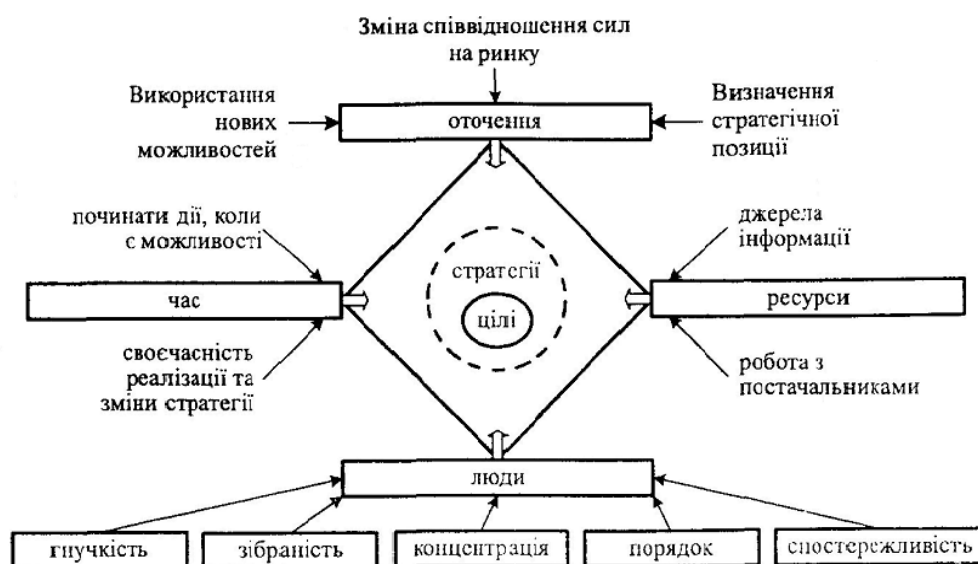 Зміна співвідношення сил
на ринку
Використання
нових
можливостей
оточення
Визначення
стратегічної
позиції
починати дії, коли
є можливості
джерела
інформації
стратегії
час
цілі
ресурси
своєчасність
реалізації та
зміни стратегії
робота з
постачальниками
люди
гнучкість
зібраність
концентрація
порядок
спостережливість